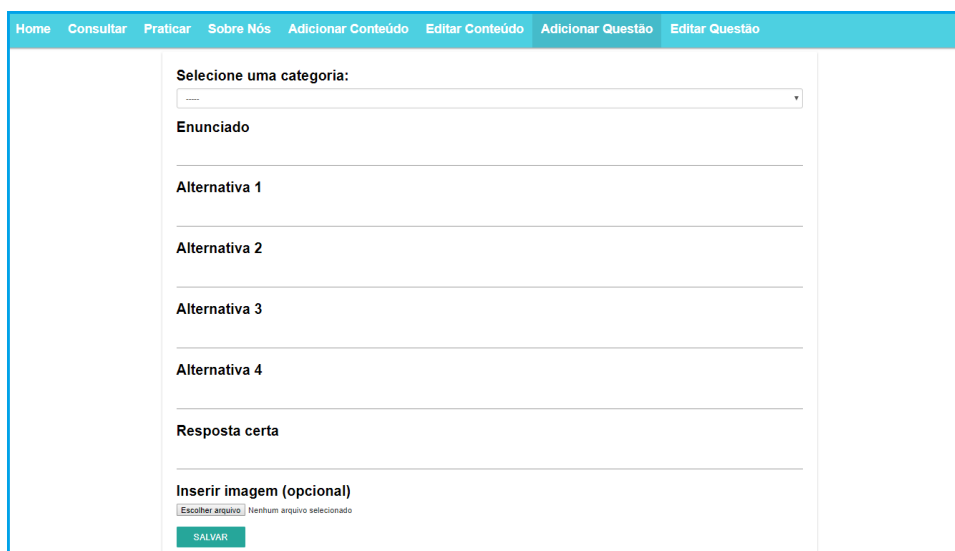 Home Consultar Praticar Sobre Nós Adicionar Conteúdo Editar Conteúdo Adicionar Questão Editar Questão
Selecione uma categoria:
-----
Enunciado
Alternativa 1
Alternativa 2
Alternativa 3
Alternativa 4
Resposta certa
Inserir imagem (opcional)
Escolher arquivo Nenhum arquivo selecionado
SALVAR